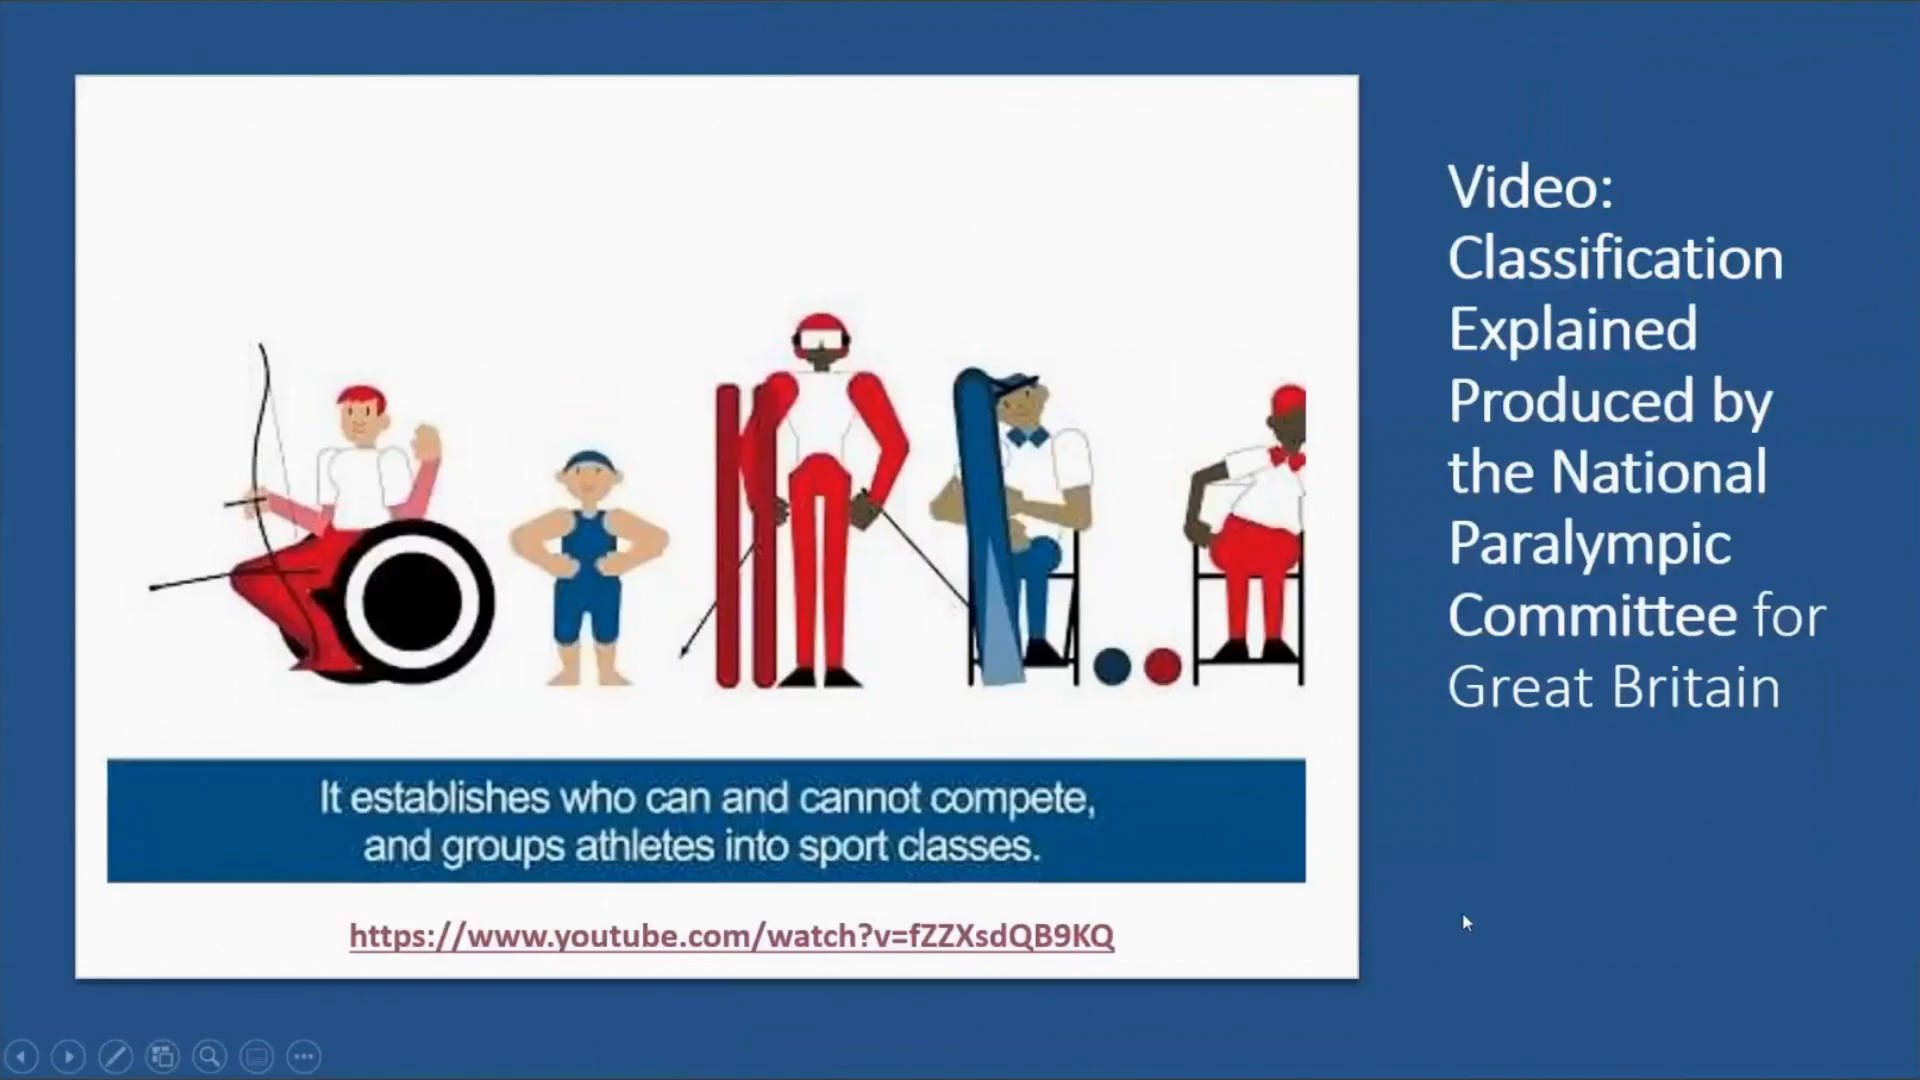 Video:
Classification
Explained
Produced by
the National
Paralympic
Committee for
Great Britain
It establishes who can and cannot compete,
and groups athletes into sport classes.
https://www.youtube.com/watch?v=fZZXsdQB9KQ